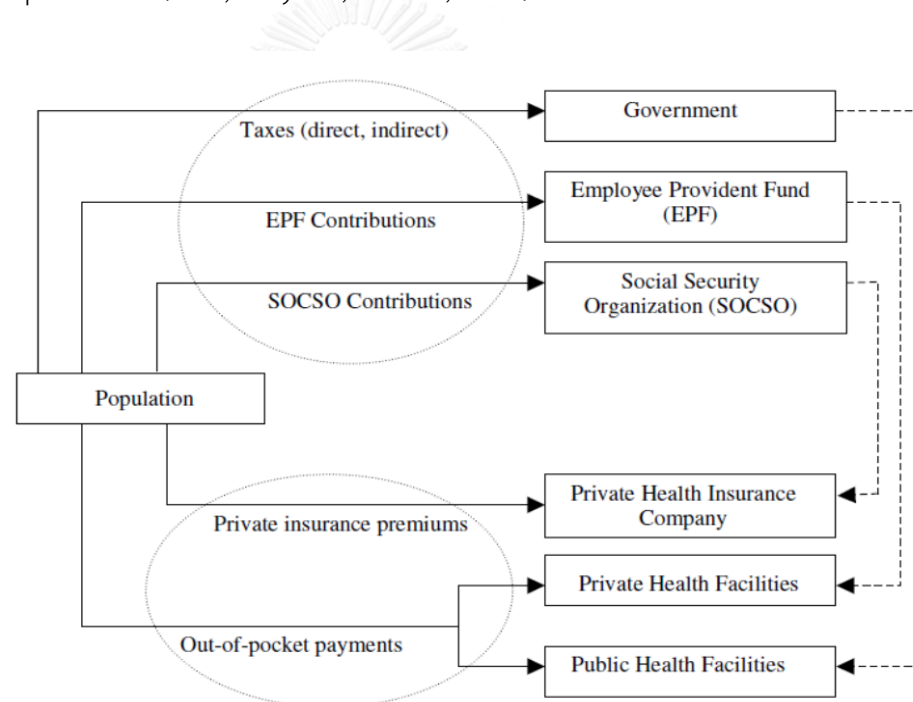 Government
Taxes (direct, indirect)
Employee Provident Fund
(EPF)
EPF Contributions
Social Security
Organization (SOCSO)
SOCSO Contributions
Population
Private Health Insurance
Company
Private insurance premiums
Private Health Facilities
Out-of-pocket payments
Public Health Facilities